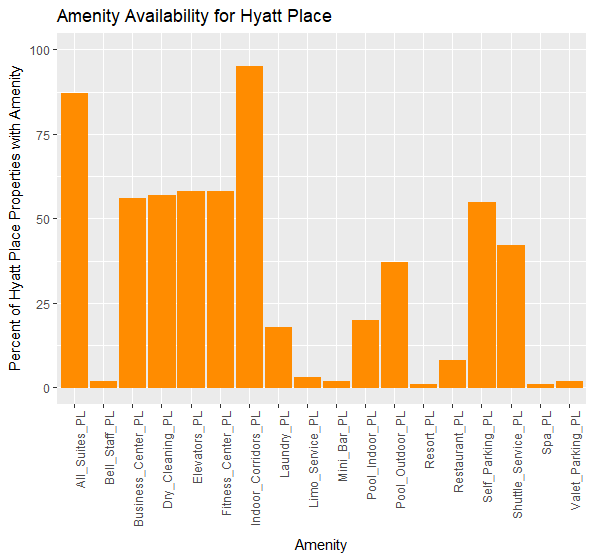 Amenity Availability for Hyatt Place
Percent of Hyatt Place Properties with Amenity
100
75
50
25
0
All_Suites_PL
Bell_Staff_PL
Business_Center_PL
Dry_Cleaning_PL
Elevators_PL
Fitness_Center_PL
Indoor_Corridors_PL
Laundry_PL
Limo_Service_PL
Mini_Bar_PL
Pool_Indoor_PL
Pool_Outdoor_PL
Resort_PL
Restaurant_PL
Self_Parking_PL
Shuttle_Service_PL
Spa_PL
Valet_Parking_PL
Amenity